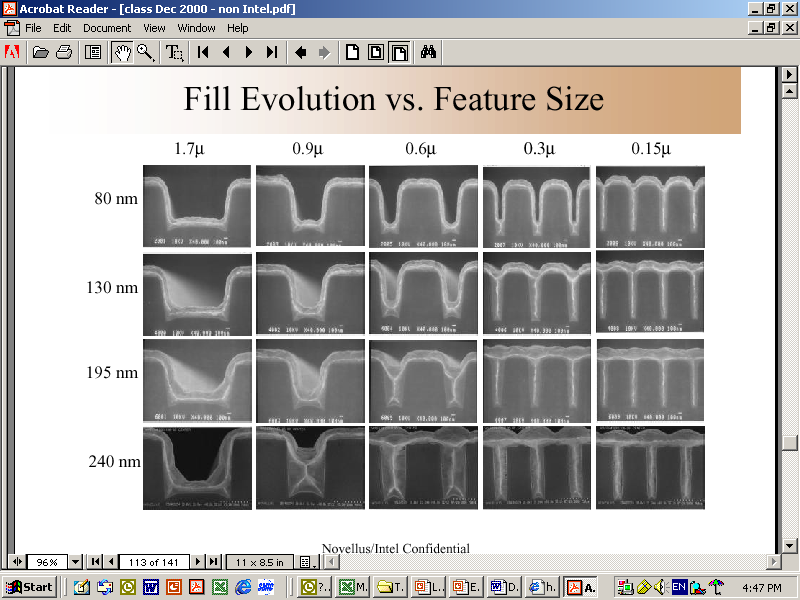 Acrobat Reader - [class Dec 2000 - non Intel.pdf]
File Edit Document View Window Help
Fill Evolution vs. Feature Size
1.7µ 0.9µ 0.6µ 0.3µ 0.15µ
80 nm
130 nm
195 nm
240 nm
Novellus/Intel Confidential
96% 113 of 141 11 x 8.5 in
Start ?.. M. T. L.. E. W D. h. A. EN 4:47 PM